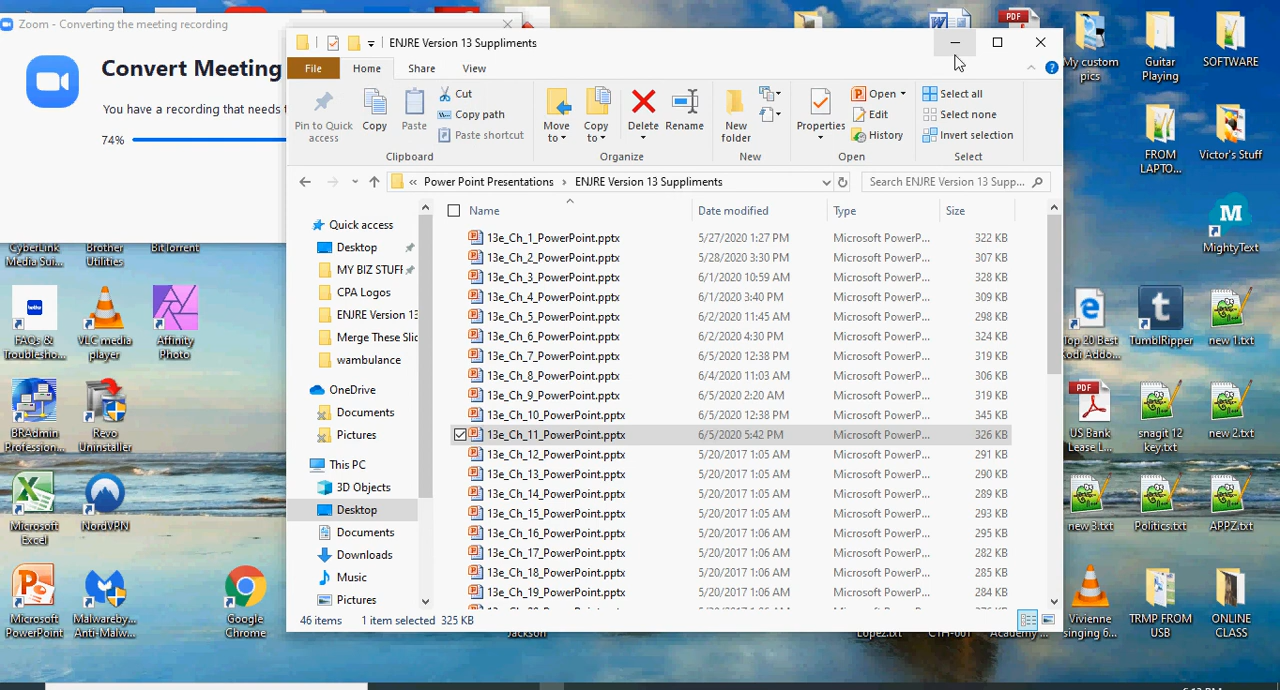 Zoom - Converting the meeting recording
Convert Meeting
You have a recording that needs
74%
ENJRE Version 13 Suppliments
File Home Share View
Pin to Quick access
Copy
Paste
Cut
Copy path
Paste shortcut
Clipboard
Move to
Copy to
Delete
Rename
Organize
New folder
New
Properties
Open
Edit
History
Open
Select all
Select none
Invert selection
Select
« Power Point Presentations › ENJRE Version 13 Suppliments
Search ENJRE Version 13 Supp...
Quick access
Desktop
MY BIZ STUFF
CPA Logos
ENJRE Version 13
Merge These Slid
wambulance
OneDrive
Documents
Pictures
This PC
3D Objects
Desktop
Documents
Downloads
Music
Pictures
Name Date modified Type Size
13e_Ch_1_PowerPoint.pptx 5/27/2020 1:27 PM Microsoft PowerP... 322 KB
13e_Ch_2_PowerPoint.pptx 5/28/2020 3:30 PM Microsoft PowerP... 307 KB
13e_Ch_3_PowerPoint.pptx 6/1/2020 10:59 AM Microsoft PowerP... 328 KB
13e_Ch_4_PowerPoint.pptx 6/1/2020 3:40 PM Microsoft PowerP... 309 KB
13e_Ch_5_PowerPoint.pptx 6/2/2020 11:45 AM Microsoft PowerP... 298 KB
13e_Ch_6_PowerPoint.pptx 6/2/2020 4:30 PM Microsoft PowerP... 324 KB
13e_Ch_7_PowerPoint.pptx 6/5/2020 12:38 PM Microsoft PowerP... 319 KB
13e_Ch_8_PowerPoint.pptx 6/4/2020 11:03 AM Microsoft PowerP... 306 KB
13e_Ch_9_PowerPoint.pptx 6/5/2020 2:20 AM Microsoft PowerP... 319 KB
13e_Ch_10_PowerPoint.pptx 6/5/2020 12:38 PM Microsoft PowerP... 345 KB
13e_Ch_11_PowerPoint.pptx 6/5/2020 5:42 PM Microsoft PowerP... 326 KB
13e_Ch_12_PowerPoint.pptx 5/20/2017 1:05 AM Microsoft PowerP... 291 KB
13e_Ch_13_PowerPoint.pptx 5/20/2017 1:05 AM Microsoft PowerP... 290 KB
13e_Ch_14_PowerPoint.pptx 5/20/2017 1:05 AM Microsoft PowerP... 289 KB
13e_Ch_15_PowerPoint.pptx 5/20/2017 1:05 AM Microsoft PowerP... 293 KB
13e_Ch_16_PowerPoint.pptx 5/20/2017 1:06 AM Microsoft PowerP... 295 KB
13e_Ch_17_PowerPoint.pptx 5/20/2017 1:06 AM Microsoft PowerP... 282 KB
13e_Ch_18_PowerPoint.pptx 5/20/2017 1:06 AM Microsoft PowerP... 285 KB
13e_Ch_19_PowerPoint.pptx 5/20/2017 1:06 AM Microsoft PowerP... 284 KB
46 items 1 item selected 325 KB
CyberLink Media Sui...
Brother Utilities
BitTorrent
FAQs & Troublesho...
VLC media player
Affinity Photo
BRAdmin Profession...
Revo Uninstaller
Microsoft Excel
NordVPN
Microsoft PowerPoint
Malwareby... Anti-Malw...
Google Chrome
Jackson
Lopez.txt
PDF
My custom pics
Guitar Playing
SOFTWARE
FROM LAPTO...
Victor's Stuff
MightyText
Top 20 Best Kodi Addo...
TumblRipper
new 1.txt
PDF
US Bank Lease L...
snagit 12 key.txt
new 2.txt
new 3.txt
Politics.txt
APPZ.txt
Vivienne singing 6...
TRMP FROM USB
ONLINE CLASS